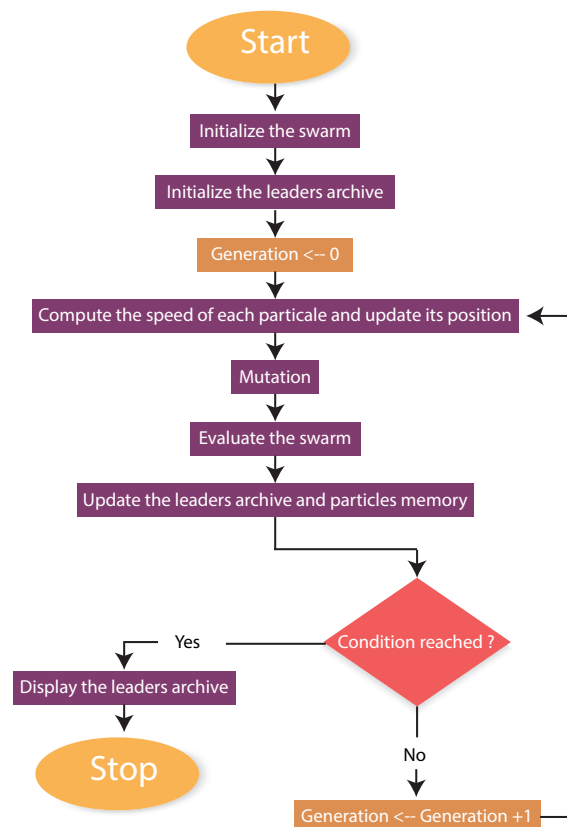 Start
Initialize the swarm
Initialize the leaders archive
Generation <-- 0
Compute the speed of each particale and update its position
Mutation
Evaluate the swarm
Update the leaders archive and particles memory
Condition reached ?
Yes
Display the leaders archive
Stop
No
Generation <-- Generation +1